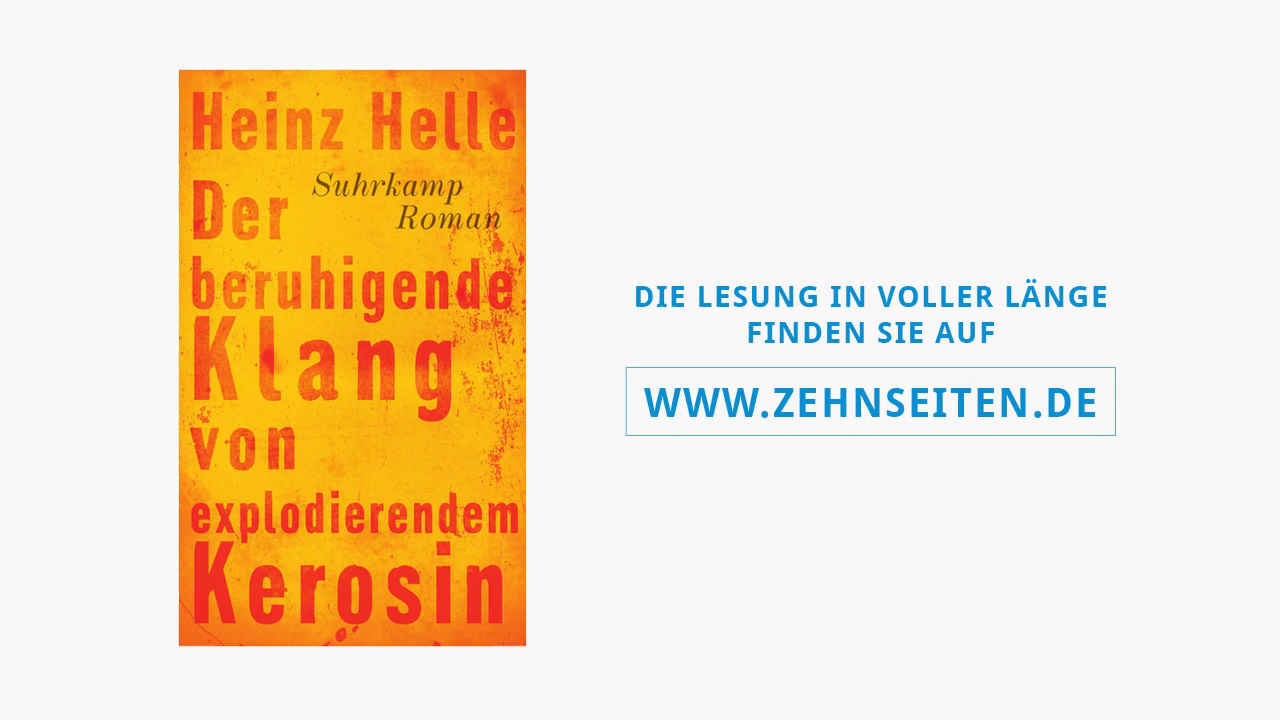 Heinz Helle
Suhrkamp
Roman
Der
beruhigende
Klang
von
explodierendem
Kerosin
DIE LESUNG IN VOLLER LÄNGE
FINDEN SIE AUF
WWW.ZEHNSEITEN.DE